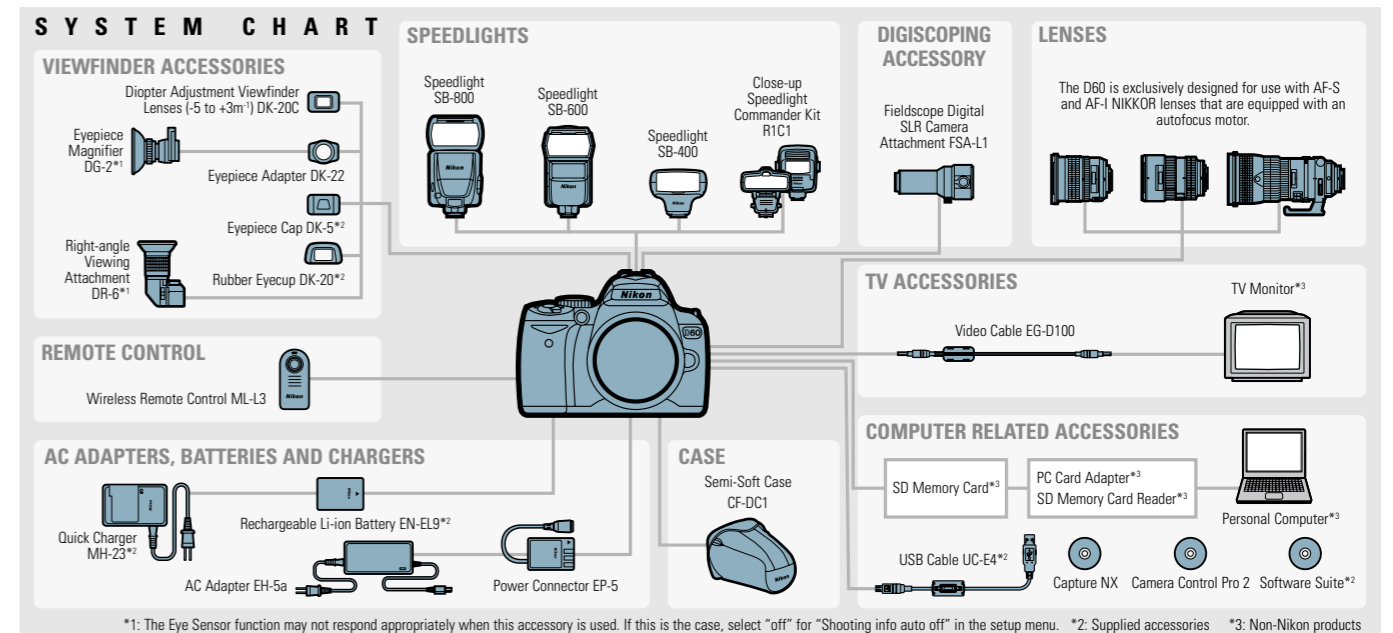 SYSTEM CHART
VIEWFINDER ACCESSORIES
Diopter Adjustment Viewfinder
Lenses (-5 to +3m⁻¹) DK-20C
Eyepiece
Magnifier
DG-2*1
Eyepiece Adapter DK-22
Eyepiece Cap DK-5*2
Right-angle
Viewing
Attachment
DR-6*1
Rubber Eyecup DK-20*2
REMOTE CONTROL
Wireless Remote Control ML-L3
Nikon
SPEEDLIGHTS
Speedlight
SB-800
Nikon
Speedlight
SB-600
Nikon
Speedlight
SB-400
Nikon
Close-up
Speedlight
Commander Kit
R1C1
DIGISCOPING
ACCESSORY
Fieldscope Digital
SLR Camera
Attachment FSA-L1
LENSES
The D60 is exclusively designed for use with AF-S
and AF-I NIKKOR lenses that are equipped with an
autofocus motor.
Nikon
D60
TV ACCESSORIES
TV Monitor*3
Video Cable EG-D100
AC ADAPTERS, BATTERIES AND CHARGERS
Quick Charger
MH-23*2
Rechargeable Li-ion Battery EN-EL9*2
AC Adapter EH-5a
Power Connector EP-5
CASE
Semi-Soft Case
CF-DC1
Nikon
COMPUTER RELATED ACCESSORIES
SD Memory Card*3
PC Card Adapter*3
SD Memory Card Reader*3
Personal Computer*3
USB Cable UC-E4*2
Capture NX
Camera Control Pro 2
Software Suite*2
*1: The Eye Sensor function may not respond appropriately when this accessory is used. If this is the case, select “off” for “Shooting info auto off” in the setup menu. *2: Supplied accessories *3: Non-Nikon products